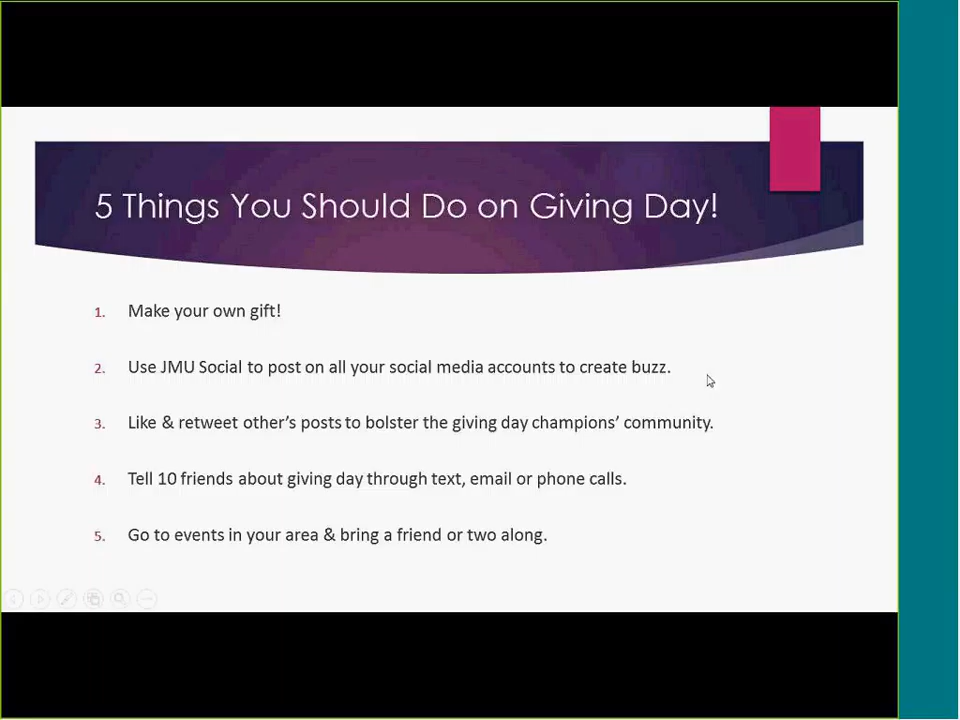 5 Things You Should Do on Giving Day!
1. Make your own gift!
2. Use JMU Social to post on all your social media accounts to create buzz.
3. Like & retweet other's posts to bolster the giving day champions' community.
4. Tell 10 friends about giving day through text, email or phone calls.
5. Go to events in your area & bring a friend or two along.